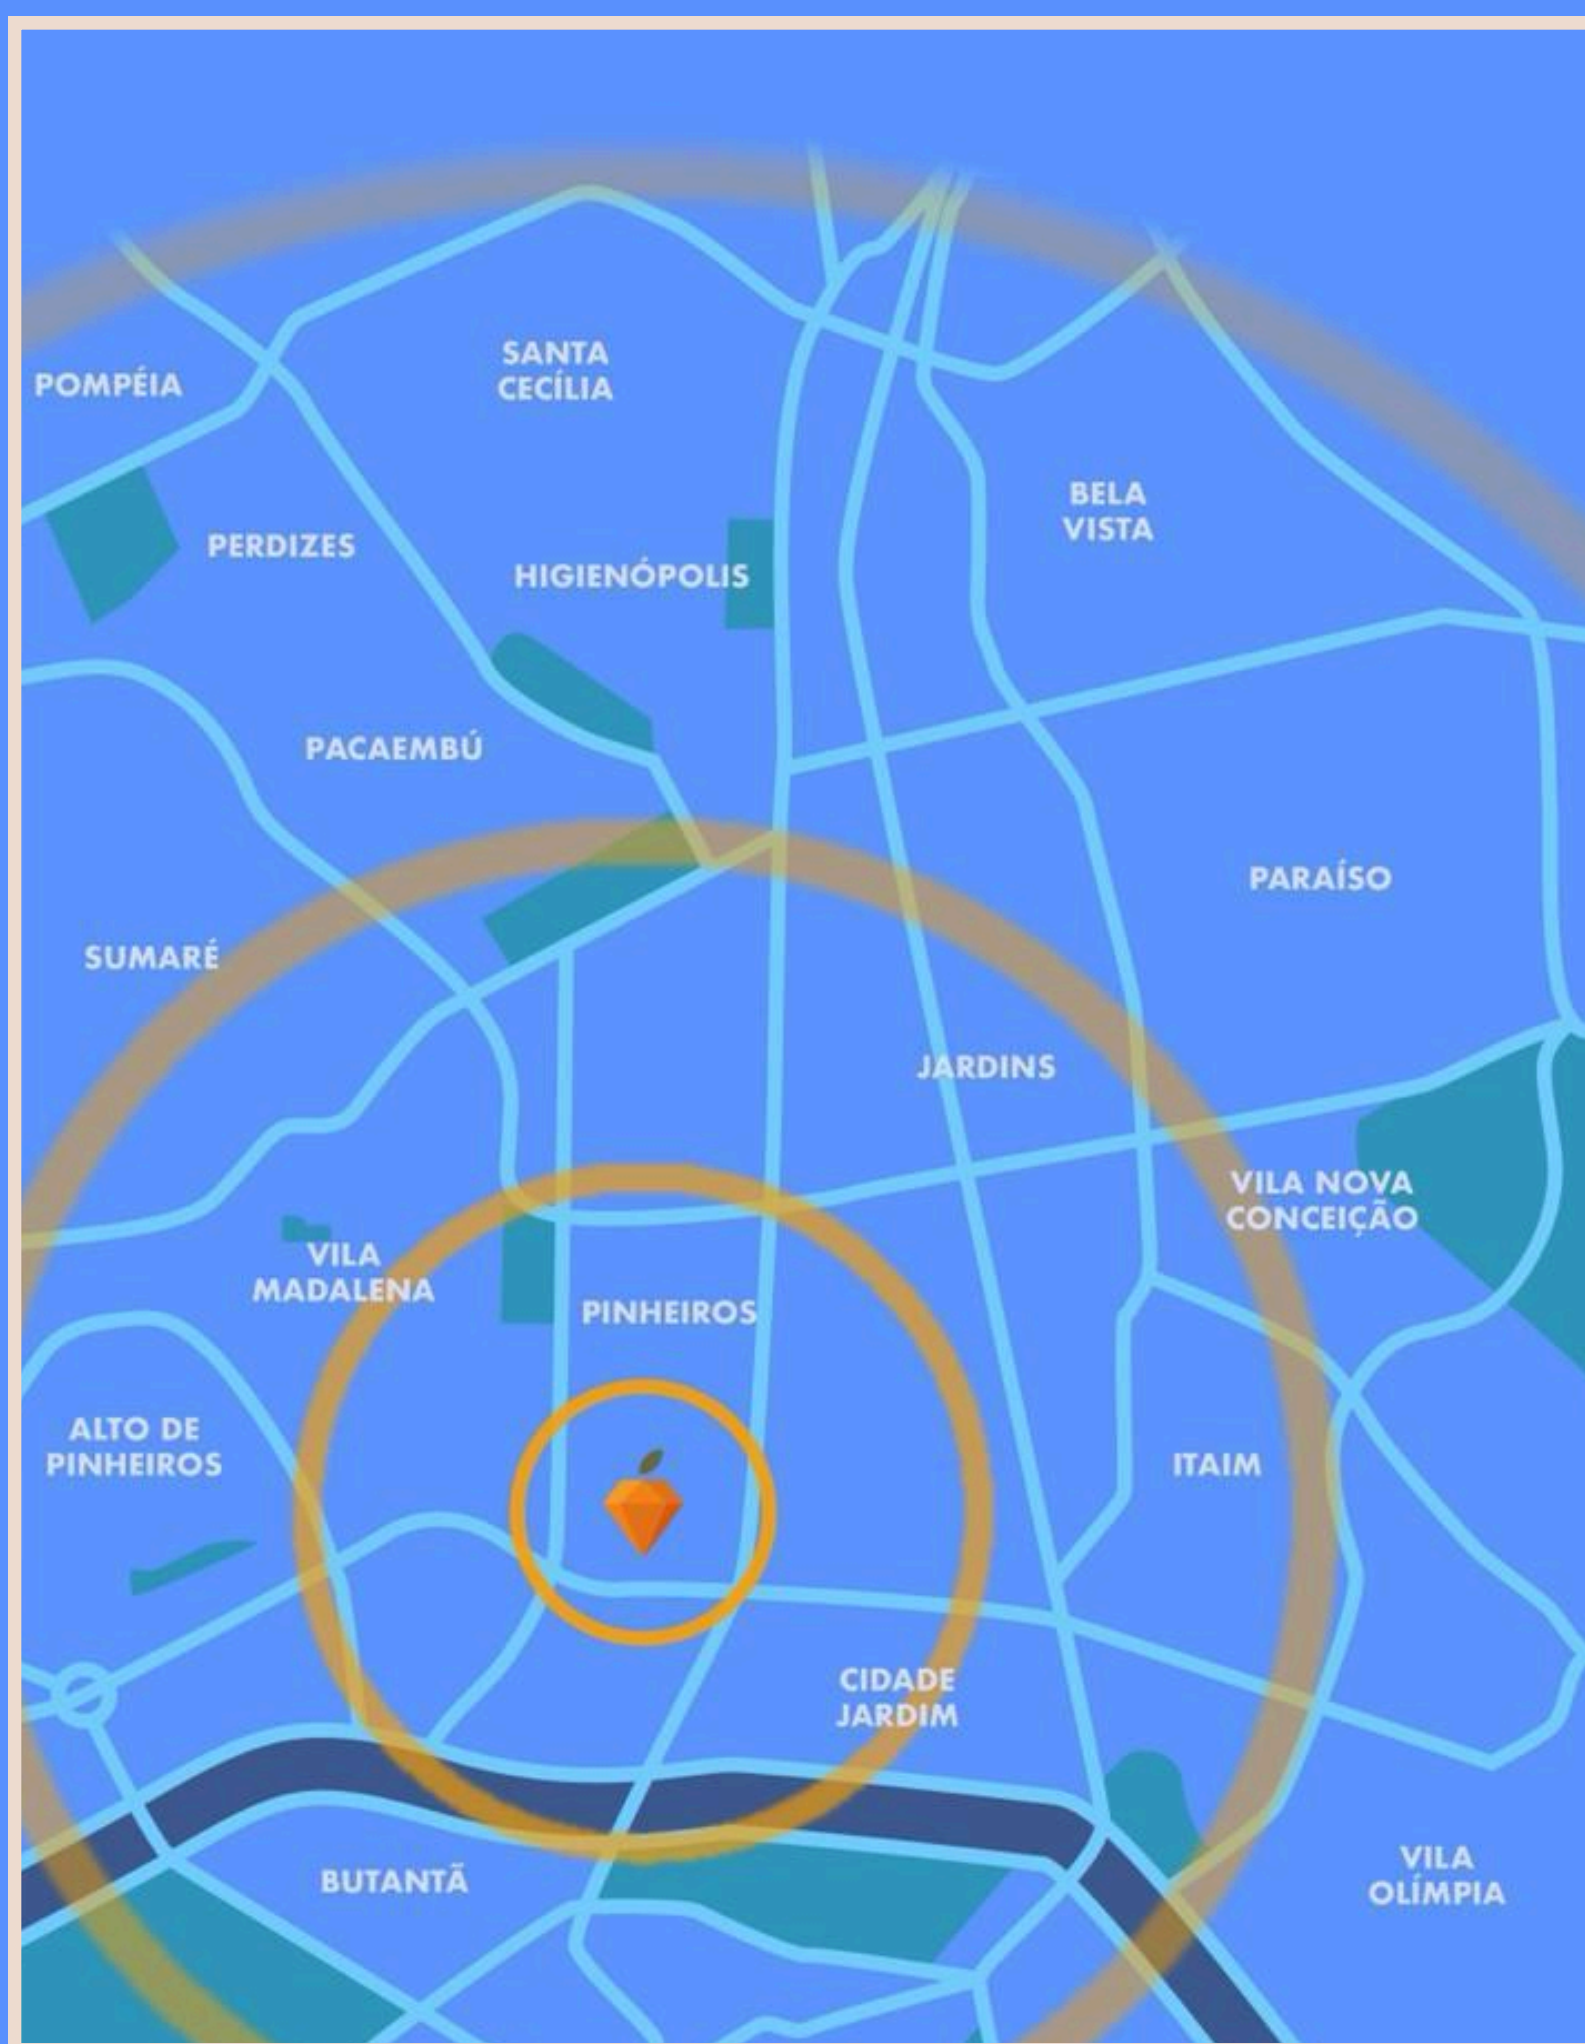 SANTA
CECÍLIA
POMPÉIA
BELA
VISTA
PERDIZES
HIGIENÓPOLIS
PACAEMBÚ
PARAÍSO
SUMARÉ
JARDINS
VILA NOVA
CONCEIÇÃO
VILA
MADALENA
PINHEIROS
ALTO DE
PINHEIROS
ITAIM
CIDADE
JARDIM
BUTANTÃ
VILA
OLÍMPIA